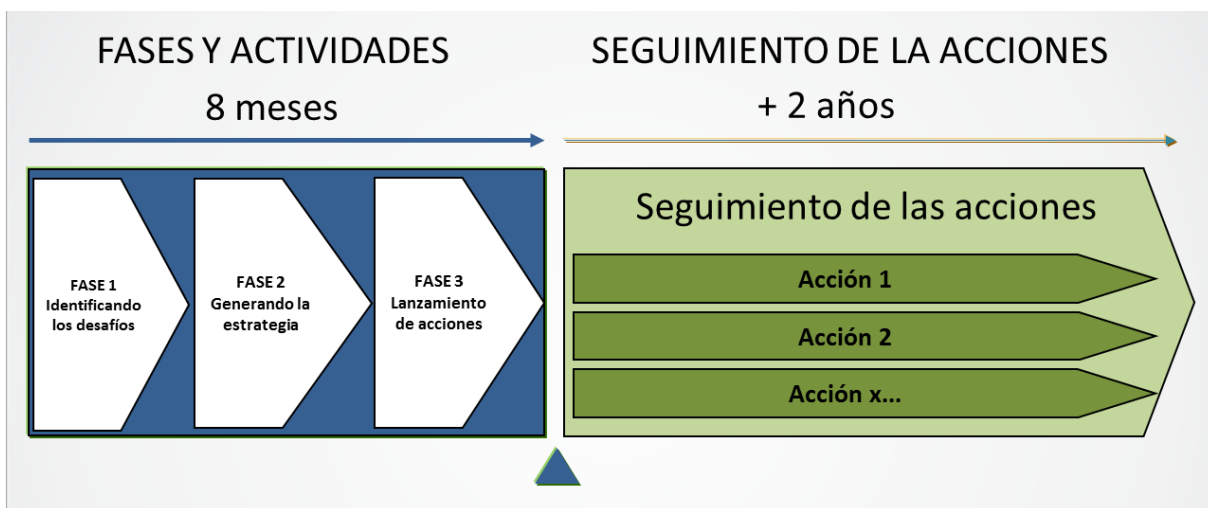 FASES Y ACTIVIDADES
8 meses
SEGUIMIENTO DE LA ACCIONES
+ 2 años
FASE 1
Identificando
los desafíos
FASE 2
Generando la
estrategia
FASE 3
Lanzamiento
de acciones
Seguimiento de las acciones
Acción 1
Acción 2
Acción x...